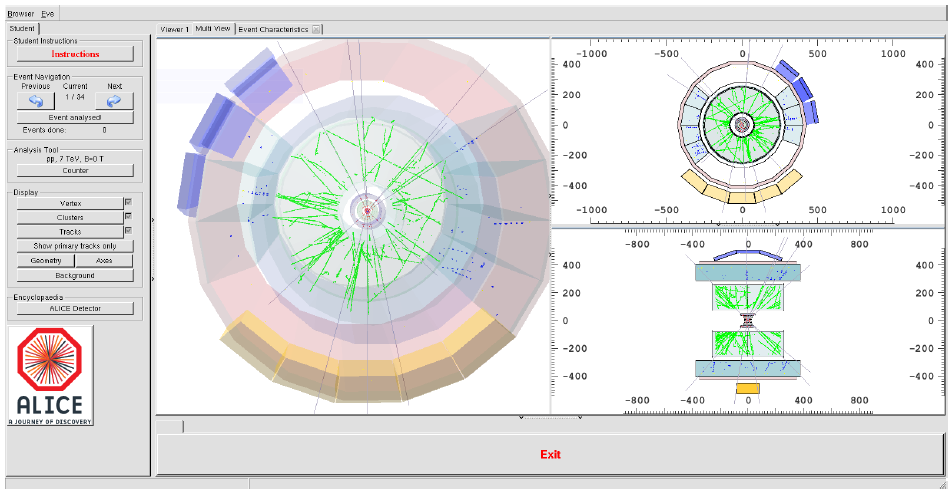 Browser Eve
Student
Viewer 1 Multi View Event Characteristics
Student Instructions
Instructions
Event Navigation
Previous Current Next
1 / 34
Event analysed!
Events done: 0
Analysis Tool
pp, 7 TeV, B=0 T
Counter
Display
Vertex
Clusters
Tracks
Show primary tracks only
Geometry Axes
Background
Encyclopaedia
ALICE Detector
ALICE
A JOURNEY OF DISCOVERY
-1000 -500 0 500 1000
400 400
200 200
0 0
-200 -200
-400 -400
-1000 -500 0 500 1000
-800 -400 0 400 800
400 400
200 200
0 0
-200 -200
-400 -400
-800 -400 0 400 800
Exit